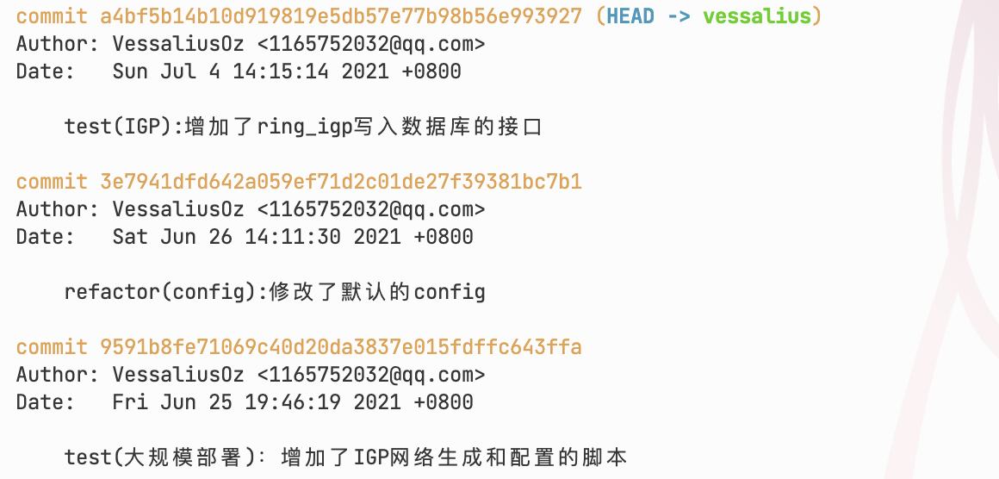 commit a4bf5b14b10d919819e5db57e77b98b56e993927 (HEAD -> vessalius)
Author: VessaliusOz <1165752032@qq.com>
Date:   Sun Jul 4 14:15:14 2021 +0800
test(IGP):增加了ring_igp写入数据库的接口
commit 3e7941dfd642a059ef71d2c01de27f39381bc7b1
Author: VessaliusOz <1165752032@qq.com>
Date:   Sat Jun 26 14:11:30 2021 +0800
refactor(config):修改了默认的config
commit 9591b8fe71069c40d20da3837e015fdffc643ffa
Author: VessaliusOz <1165752032@qq.com>
Date:   Fri Jun 25 19:46:19 2021 +0800
test(大规模部署): 增加了IGP网络生成和配置的脚本